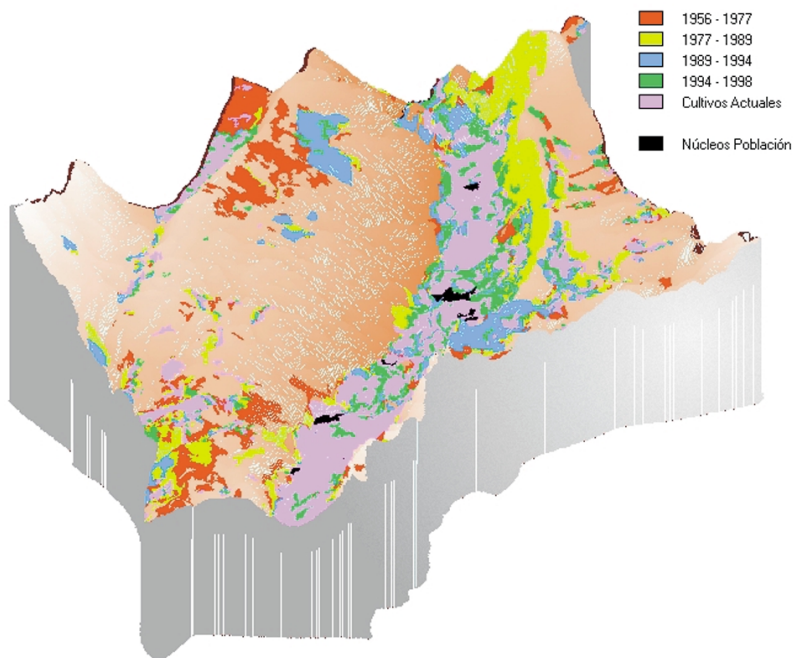 1956 - 1977
1977 - 1989
1989 - 1994
1994 - 1998
Cultivos Actuales
Núcleos Población